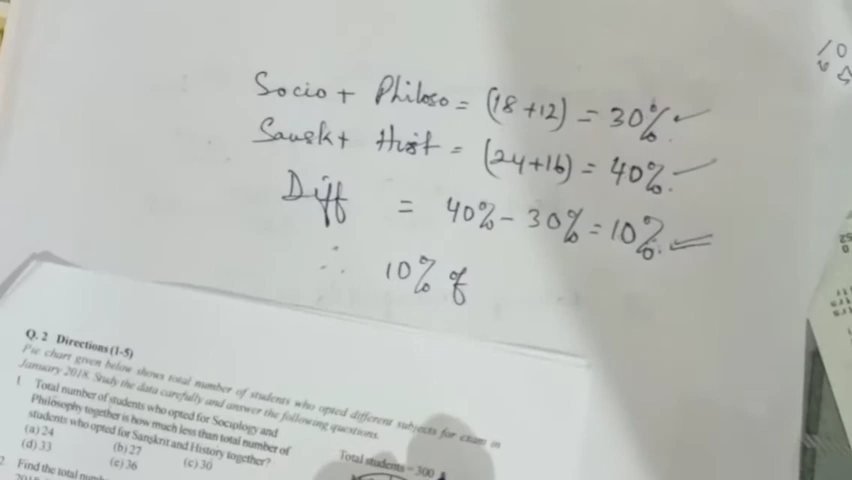 Socio + Philoso = (18 + 12) = 30%
Sansk + Hist = (24 + 16) = 40%
Diff = 40% - 30% = 10%
∴ 10% of
Q. 2 Directions (1-5)
Pie chart given below shows total number of students who opted different subjects for exam in
January 2018. Study the data carefully and answer the following questions.
1. Total number of students who opted for Sociology and
Philosophy together is how much less than total number of
students who opted for Sanskrit and History together?
(a) 24 (b) 27 (c) 30
(d) 33 (e) 36
Total students = 300
2 Find the total